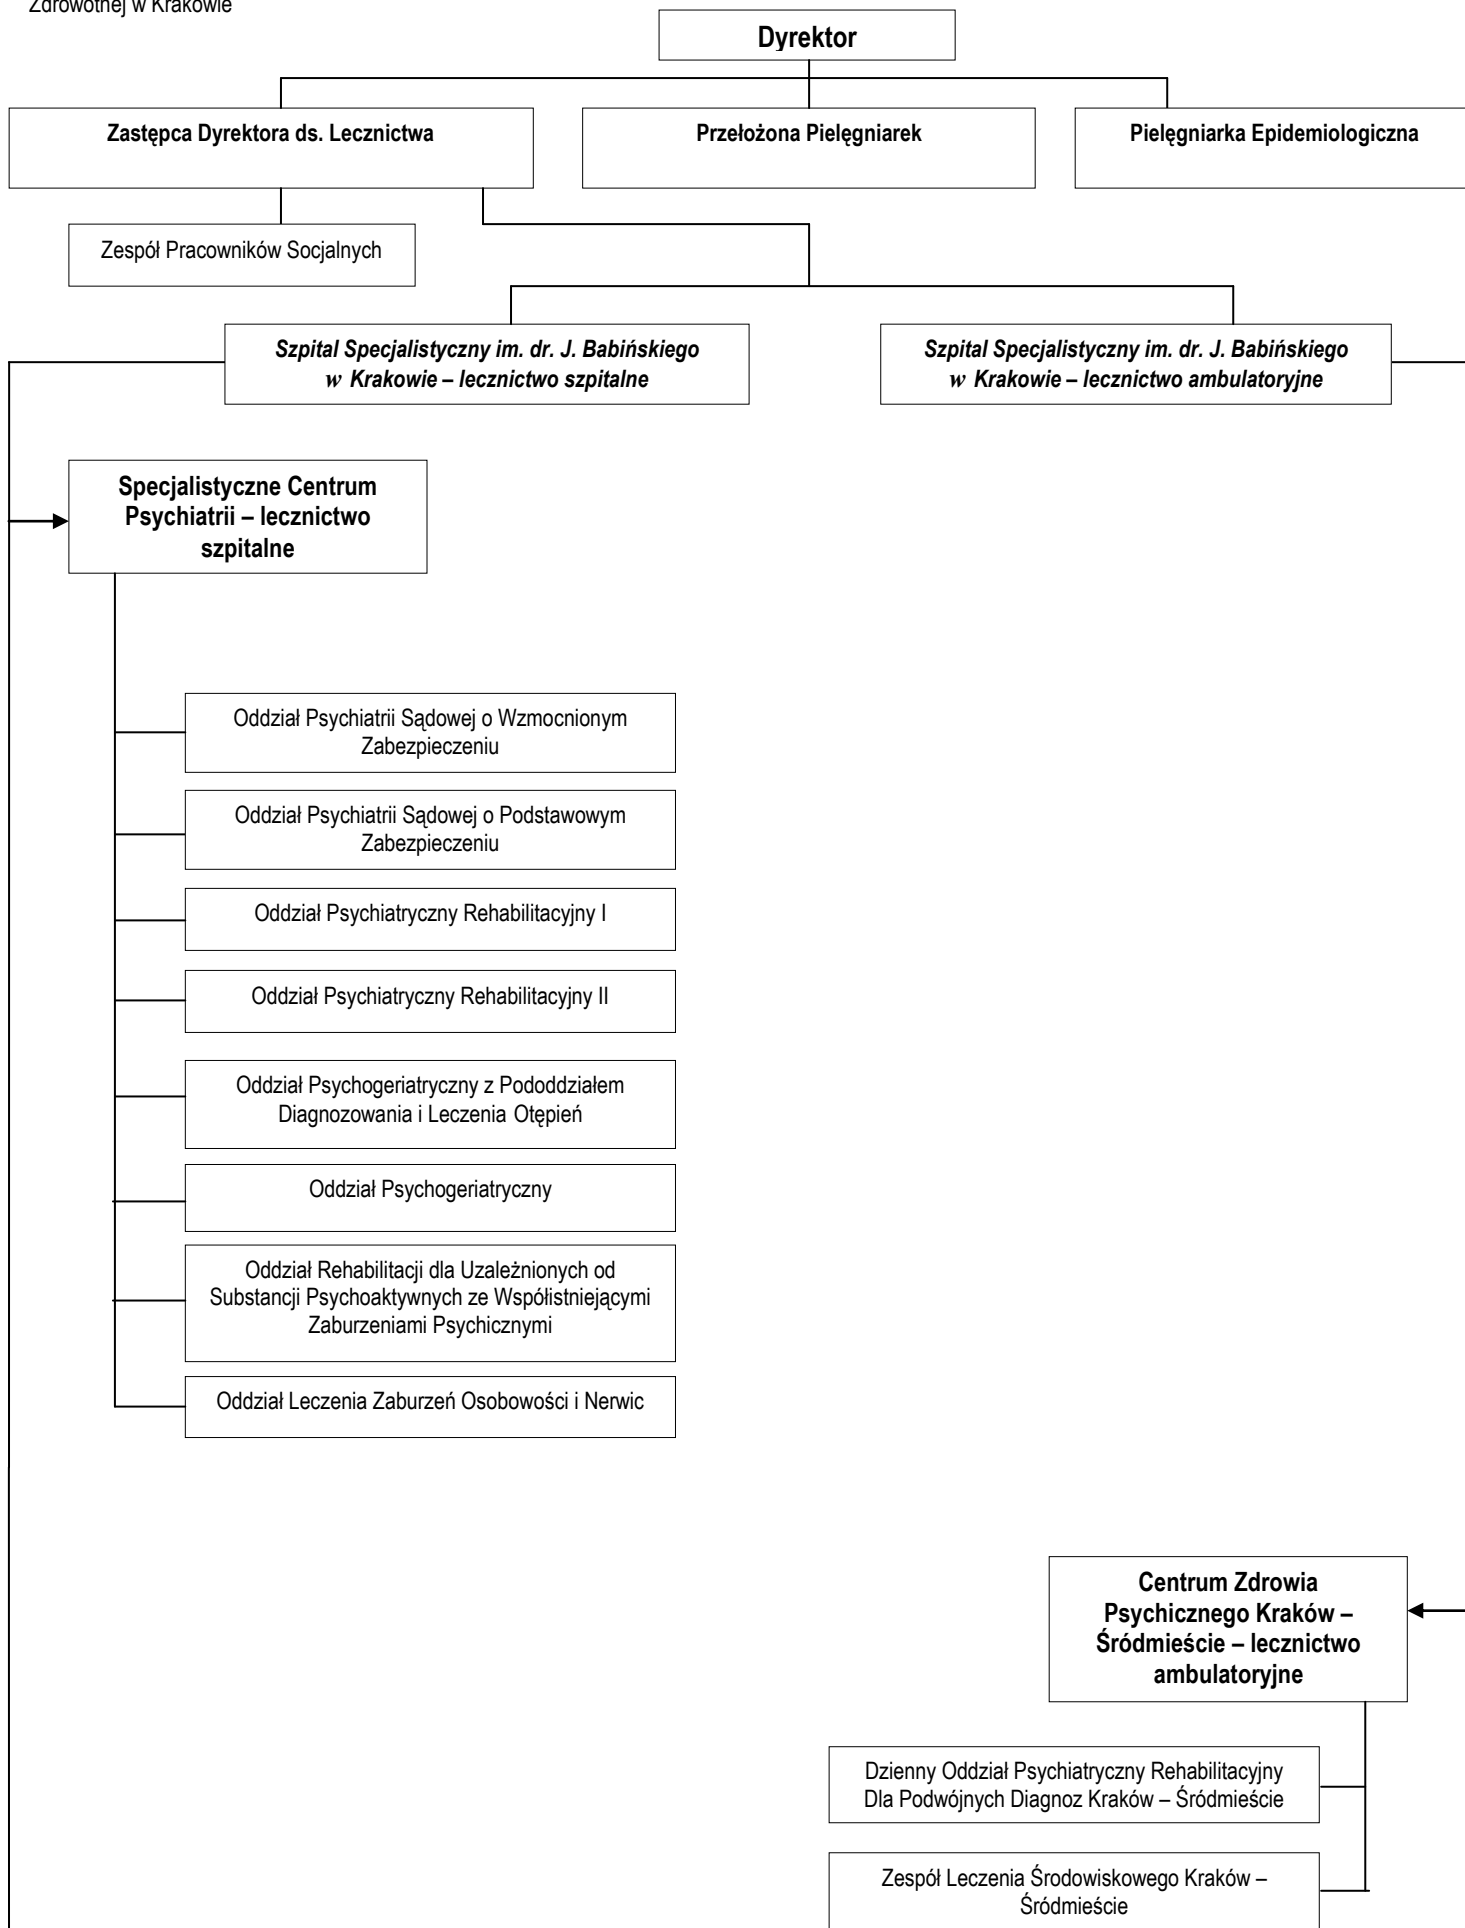 Zdrowotnej w Krakowie
Dyrektor
Zastępca Dyrektora ds. Lecznictwa
Przełożona Pielęgniarek
Pielęgniarka Epidemiologiczna
Zespół Pracowników Socjalnych
Szpital Specjalistyczny im. dr. J. Babińskiego
w Krakowie – lecznictwo szpitalne
Szpital Specjalistyczny im. dr. J. Babińskiego
w Krakowie – lecznictwo ambulatoryjne
Specjalistyczne Centrum
Psychiatrii – lecznictwo
szpitalne
Oddział Psychiatrii Sądowej o Wzmocnionym
Zabezpieczeniu
Oddział Psychiatrii Sądowej o Podstawowym
Zabezpieczeniu
Oddział Psychiatryczny Rehabilitacyjny I
Oddział Psychiatryczny Rehabilitacyjny II
Oddział Psychogeriatryczny z Pododdziałem
Diagnozowania i Leczenia Otępień
Oddział Psychogeriatryczny
Oddział Rehabilitacji dla Uzależnionych od
Substancji Psychoaktywnych ze Współistniejącymi
Zaburzeniami Psychicznymi
Oddział Leczenia Zaburzeń Osobowości i Nerwic
Centrum Zdrowia
Psychicznego Kraków –
Śródmieście – lecznictwo
ambulatoryjne
Dzienny Oddział Psychiatryczny Rehabilitacyjny
Dla Podwójnych Diagnoz Kraków – Śródmieście
Zespół Leczenia Środowiskowego Kraków –
Śródmieście